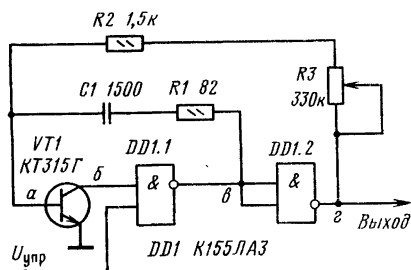 R2 1,5к
C1 1500
R1 82
R3
330к
VT1
КТ315Г
DD1.1
DD1.2
а
б
&
в
&
г
Выход
Uупр
DD1 К155ЛА3